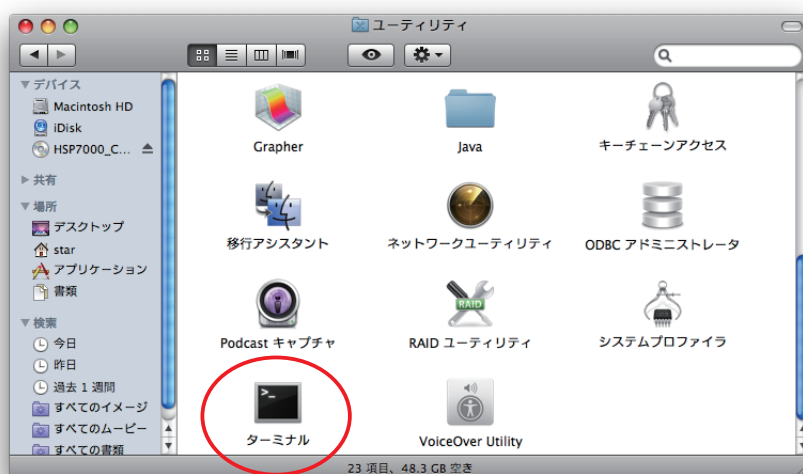 ユーティリティ
デバイス
Macintosh HD
iDisk
HSP7000_C...
共有
場所
デスクトップ
star
アプリケーション
書類
検索
今日
昨日
過去 1 週間
すべてのイメージ
すべてのムービー
すべての書類
Grapher
Java
キーチェーンアクセス
移行アシスタント
ネットワークユーティリティ
ODBC アドミニストレータ
Podcast キャプチャ
RAID
RAID ユーティリティ
システムプロファイラ
>_
ターミナル
VoiceOver Utility
23 項目、48.3 GB 空き